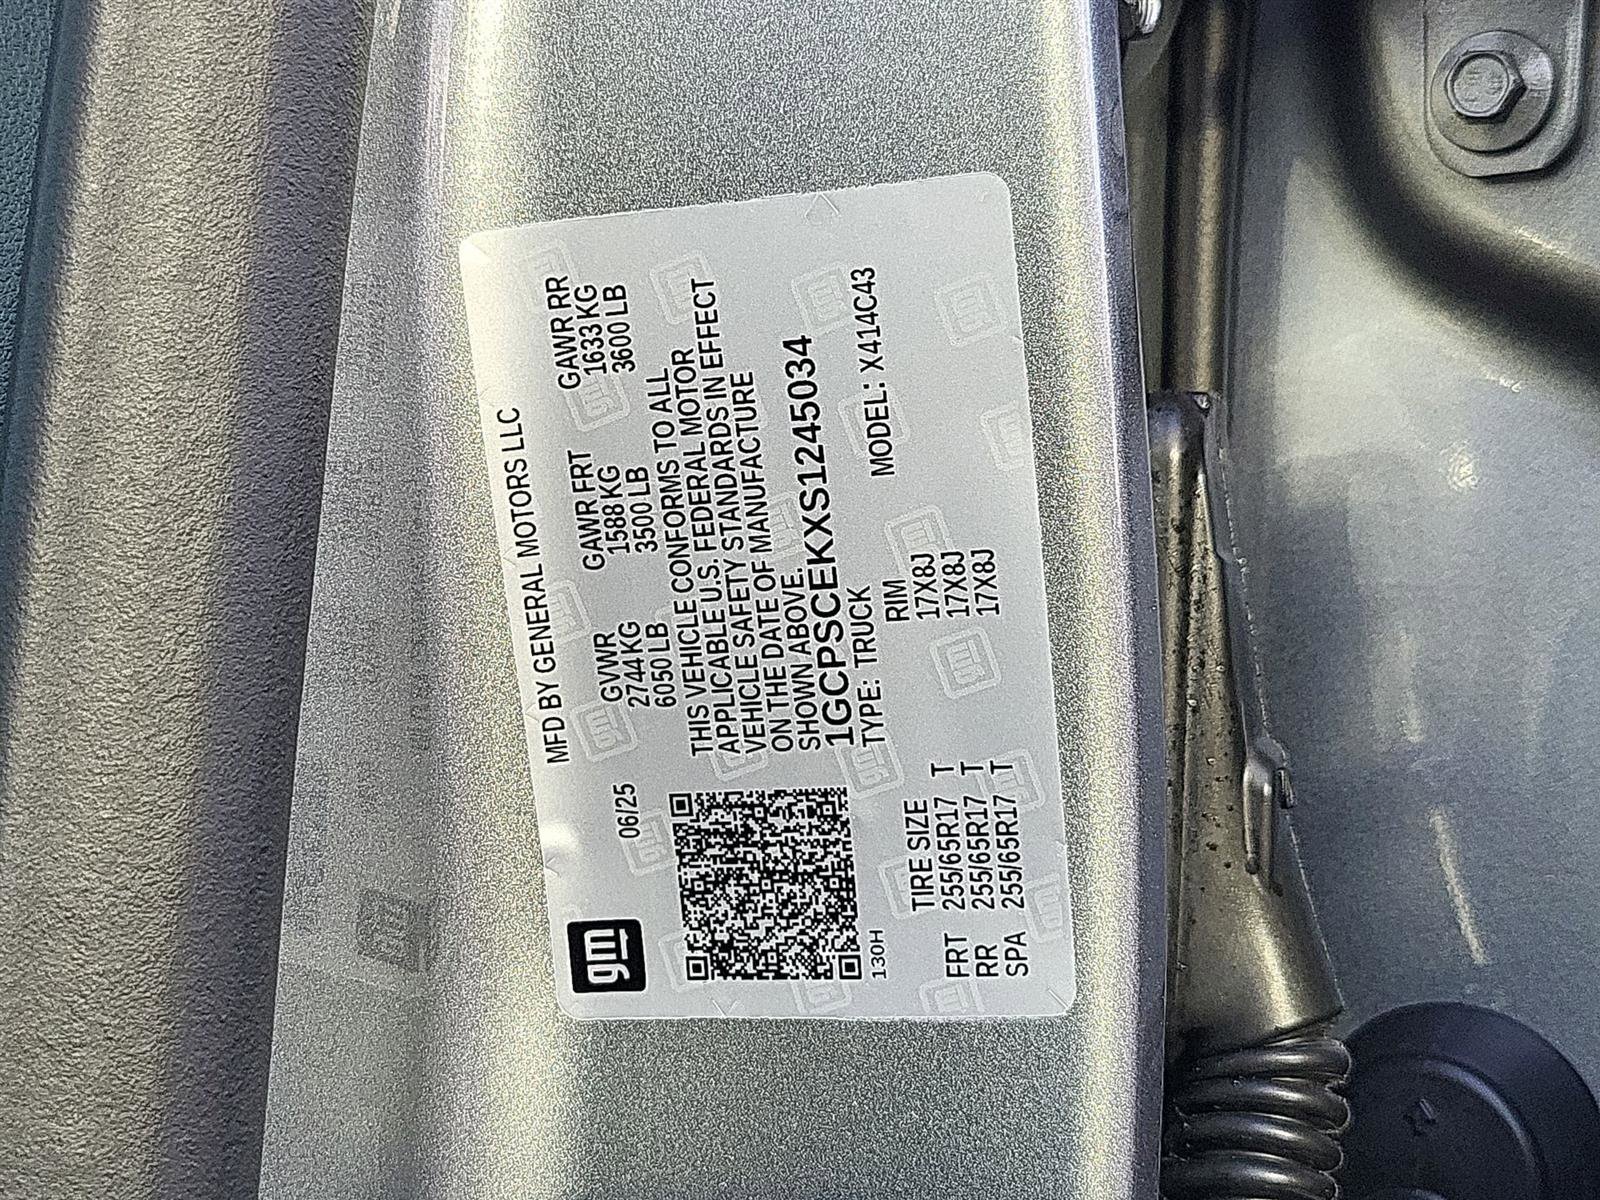 gm
MFD BY GENERAL MOTORS LLC
06/25
GVWR GAWR FRT GAWR RR
2744 KG 1588 KG 1633 KG
6050 LB 3500 LB 3600 LB
THIS VEHICLE CONFORMS TO ALL
APPLICABLE U.S. FEDERAL MOTOR
VEHICLE SAFETY STANDARDS IN EFFECT
ON THE DATE OF MANUFACTURE
SHOWN ABOVE.
1GCPSCEKXS1245034
TYPE: TRUCK MODEL: X414C43
130H
TIRE SIZE RIM
FRT 255/65R17 T 17X8J
RR 255/65R17 T 17X8J
SPA 255/65R17 T 17X8J